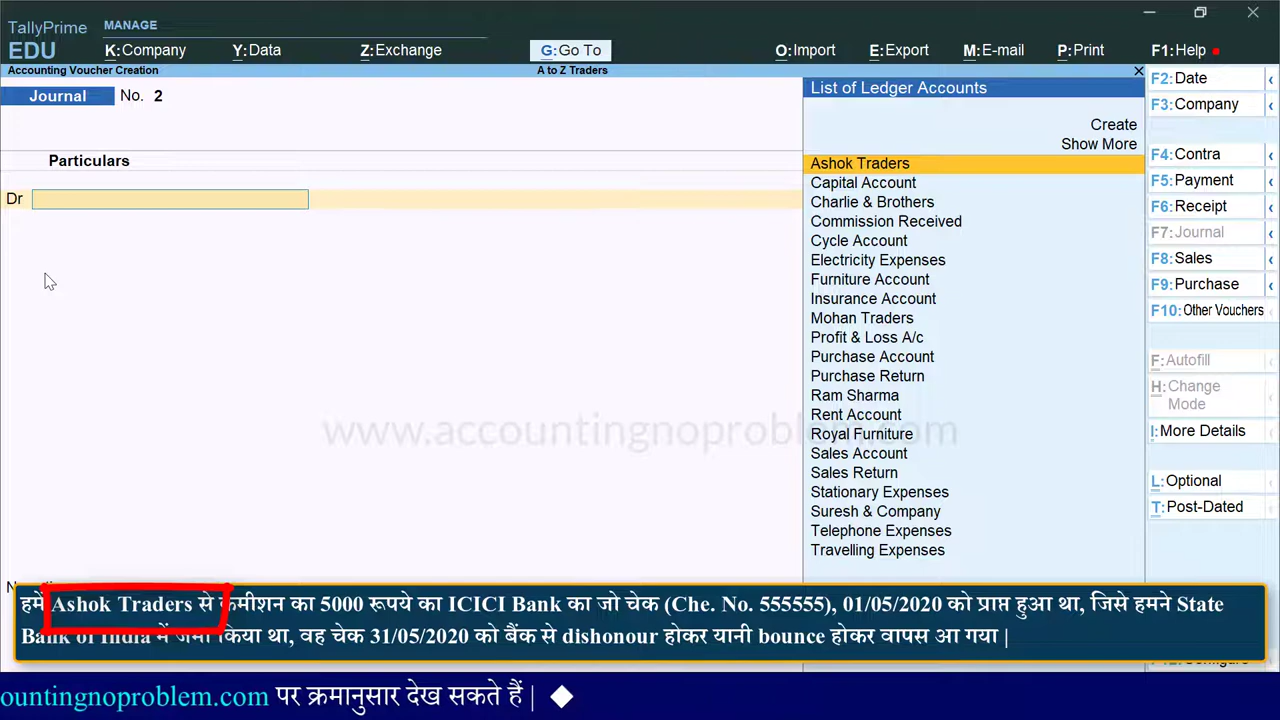 TallyPrime
MANAGE
EDU
K:Company
Y:Data
Z:Exchange
G:Go To
O:Import
E:Export
M:E-mail
P:Print
F1:Help
Accounting Voucher Creation
A to Z Traders
Journal No. 2
Particulars
Dr
List of Ledger Accounts
Create
Show More
Ashok Traders
Capital Account
Charlie & Brothers
Commission Received
Cycle Account
Electricity Expenses
Furniture Account
Insurance Account
Mohan Traders
Profit & Loss A/c
Purchase Account
Purchase Return
Ram Sharma
Rent Account
Royal Furniture
Sales Account
Sales Return
Stationary Expenses
Suresh & Company
Telephone Expenses
Travelling Expenses
F2:Date
F3:Company
F4:Contra
F5:Payment
F6:Receipt
F7:Journal
F8:Sales
F9:Purchase
F10:Other Vouchers
F:Autofill
H:Change
Mode
I:More Details
L:Optional
T:Post-Dated
www.accountingnoproblem.com
हमें Ashok Traders से कमीशन का 5000 रूपये का ICICI Bank का जो चेक (Che. No. 555555), 01/05/2020 को प्राप्त हुआ था, जिसे हमने State
Bank of India में जमा किया था, वह चेक 31/05/2020 को बैंक से dishonour होकर यानी bounce होकर वापस आ गया |
ountingnoproblem.com पर क्रमानुसार देख सकते हैं | ◆